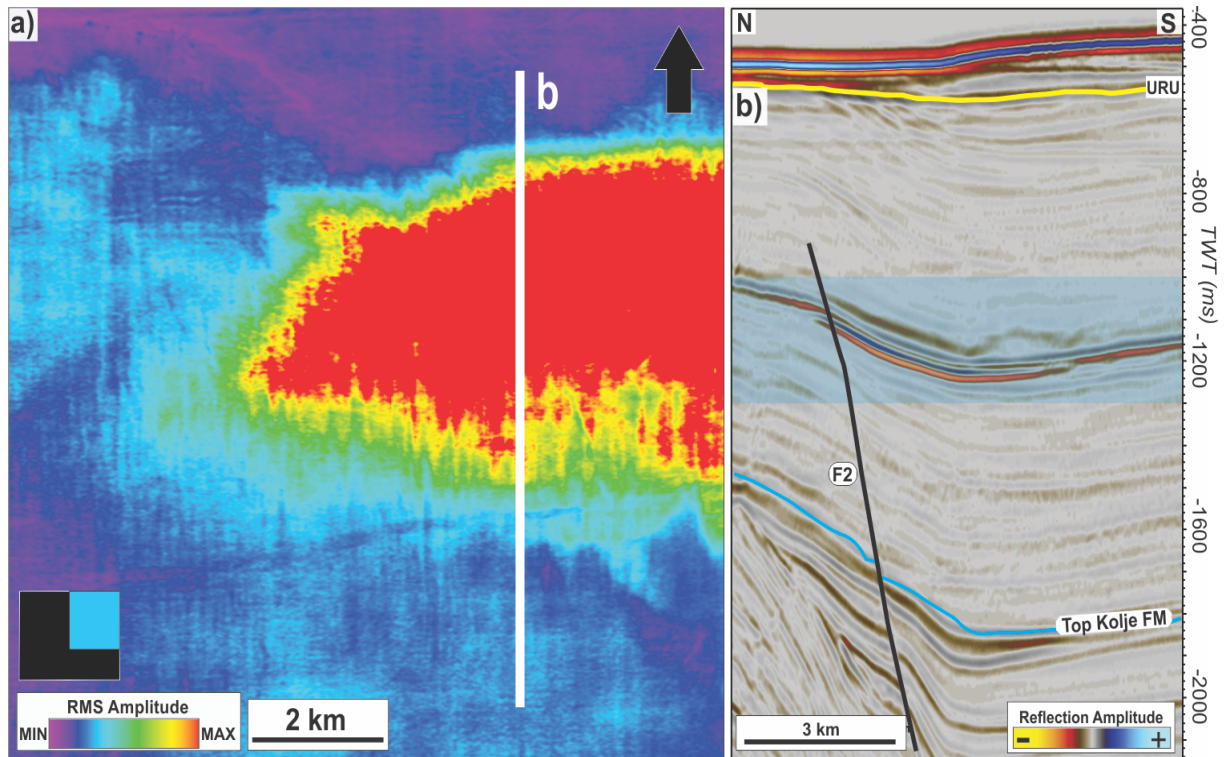 a)
b
RMS Amplitude
MIN MAX
2 km
N S
b)
URU
F2
Top Kolje FM
3 km
Reflection Amplitude
- +
-400
-800
-1200
-1600
-2000
TWT (ms)